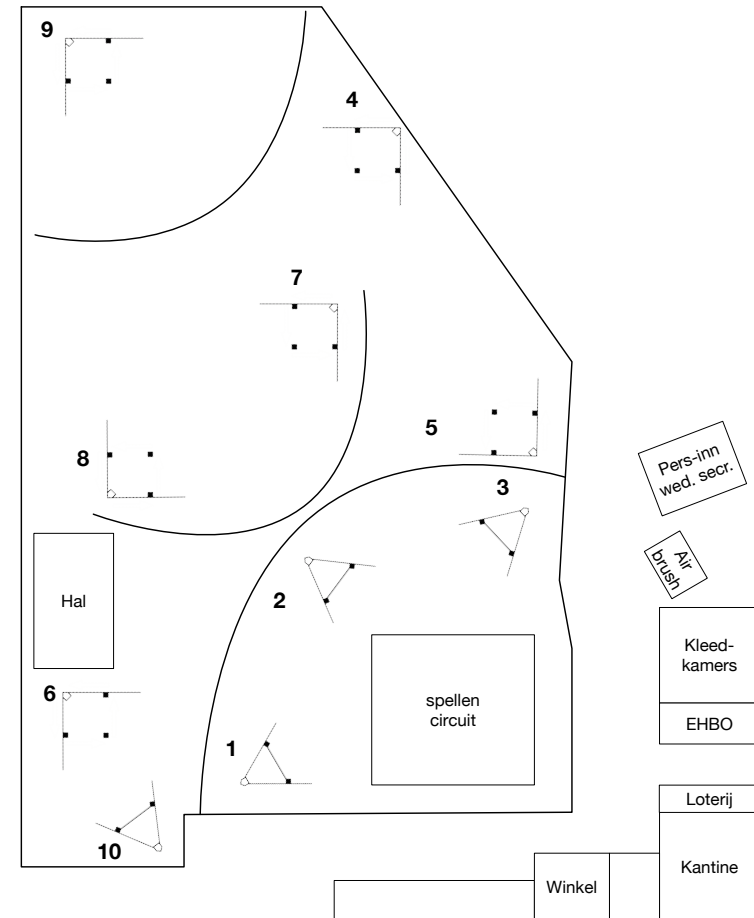 9
4
7
8
5
3
Pers-inn
wed. secr.
Air
brush
2
Hal
Kleed-
kamers
EHBO
6
1
spellen
circuit
Loterij
10
Kantine
Winkel